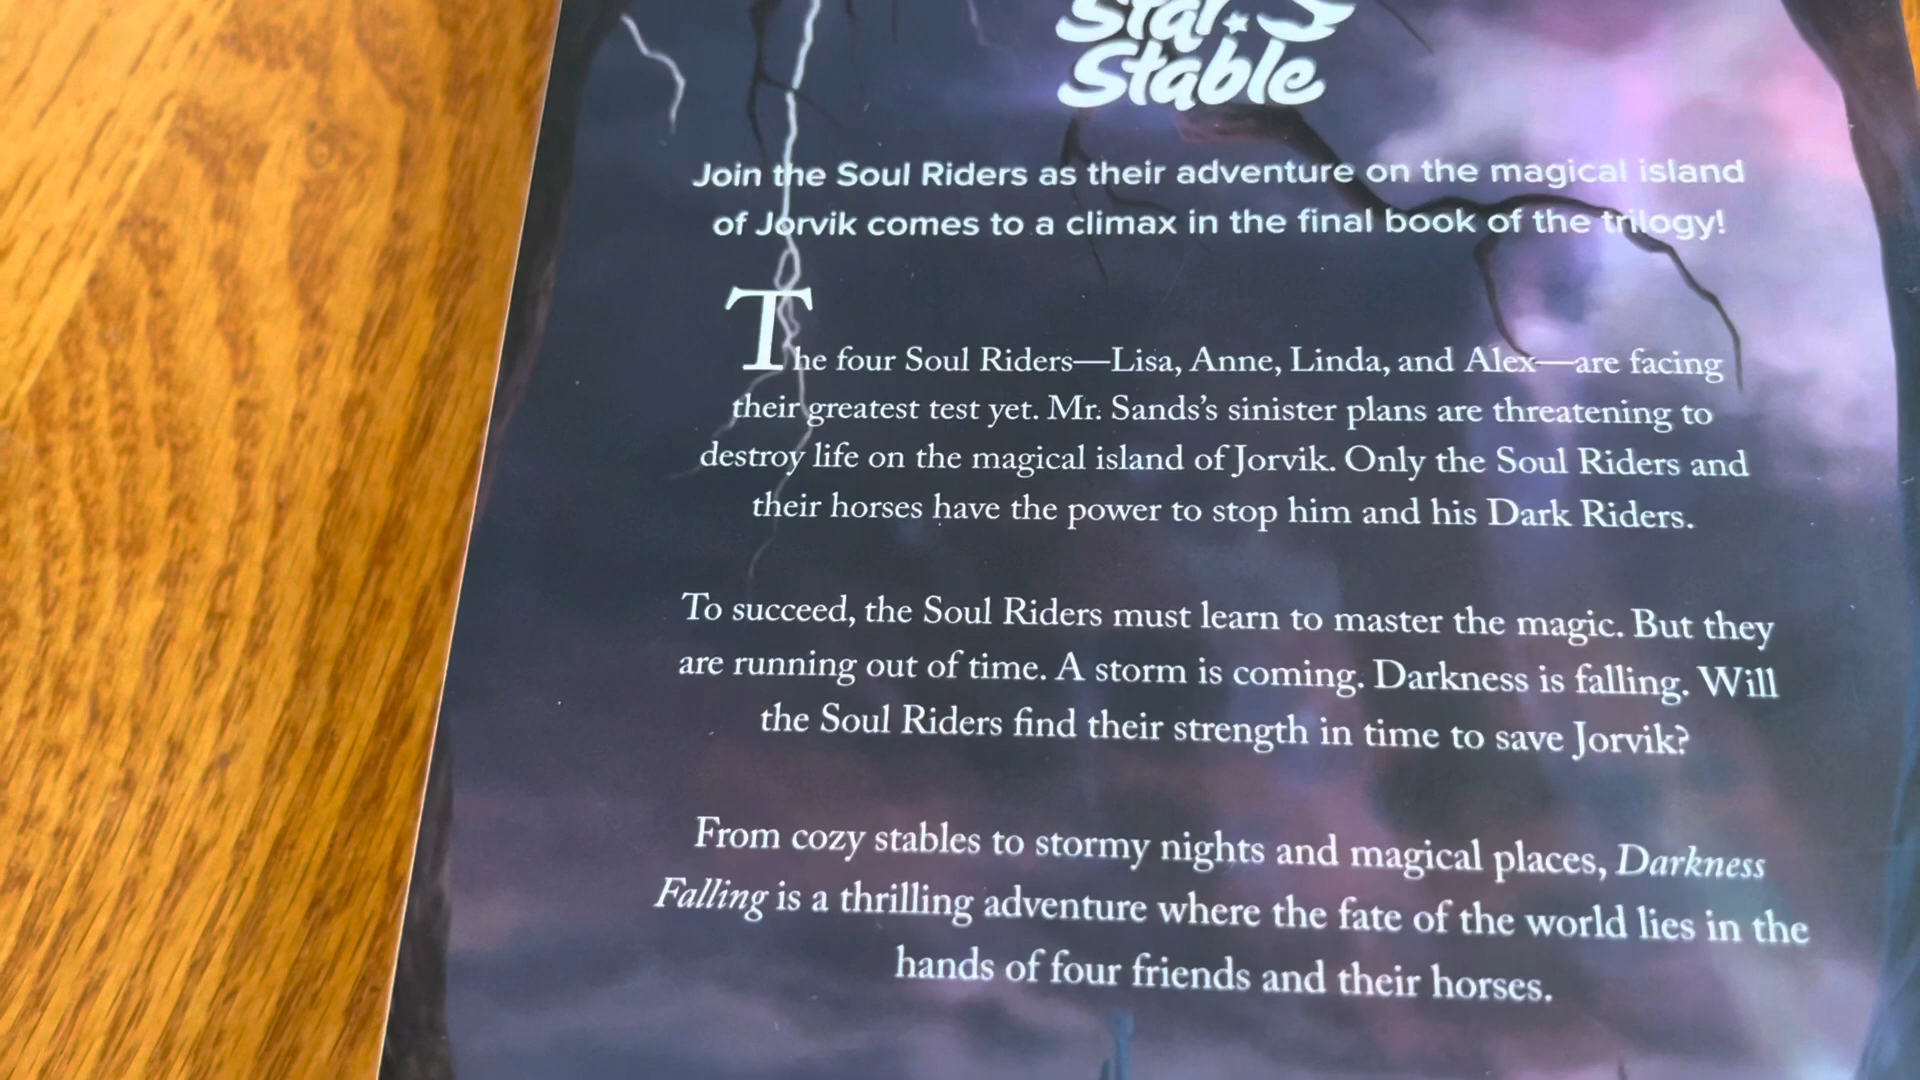 Star
Stable
Join the Soul Riders as their adventure on the magical island
of Jorvik comes to a climax in the final book of the trilogy!
The four Soul Riders—Lisa, Anne, Linda, and Alex—are facing
their greatest test yet. Mr. Sands's sinister plans are threatening to
destroy life on the magical island of Jorvik. Only the Soul Riders and
their horses have the power to stop him and his Dark Riders.
To succeed, the Soul Riders must learn to master the magic. But they
are running out of time. A storm is coming. Darkness is falling. Will
the Soul Riders find their strength in time to save Jorvik?
From cozy stables to stormy nights and magical places, Darkness
Falling is a thrilling adventure where the fate of the world lies in the
hands of four friends and their horses.